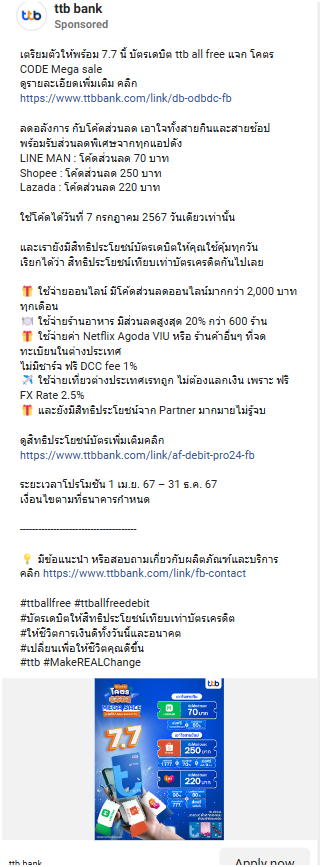 ttb
ttb bank
Sponsored
เตรียมตัวให้พร้อม 7.7 นี้ บัตรเดบิต ttb all free แจก โคตร
CODE Mega sale
ดูรายละเอียดเพิ่มเติม คลิก
https://www.ttbbank.com/link/db-odbdc-fb
ลดอลังการ กับโค้ดส่วนลด เอาใจทั้งสายกินและสายช้อป
พร้อมรับส่วนลดพิเศษจากทุกแอปดัง
LINE MAN : โค้ดส่วนลด 70 บาท
Shopee : โค้ดส่วนลด 250 บาท
Lazada : โค้ดส่วนลด 220 บาท
ใช้โค้ดได้วันที่ 7 กรกฎาคม 2567 วันเดียวเท่านั้น
และเรายังมีสิทธิประโยชน์บัตรเดบิตให้คุณใช้คุ้มทุกวัน
เรียกได้ว่า สิทธิประโยชน์เทียบเท่าบัตรเครดิตกันไปเลย
🎁 ใช้จ่ายออนไลน์ มีโค้ดส่วนลดออนไลน์มากกว่า 2,000 บาท
ทุกเดือน
🍽️ ใช้จ่ายร้านอาหาร มีส่วนลดสูงสุด 20% กว่า 600 ร้าน
🎁 ใช้จ่ายค่า Netflix Agoda VIU หรือ ร้านค้าอื่นๆ ที่จด
ทะเบียนในต่างประเทศ
ไม่มีชาร์จ ฟรี DCC fee 1%
✈️ ใช้จ่ายเที่ยวต่างประเทศเรทถูก ไม่ต้องแลกเงิน เพราะ ฟรี
FX Rate 2.5%
🎁 และยังมีสิทธิประโยชน์จาก Partner มากมายไม่รู้จบ
ดูสิทธิประโยชน์บัตรเพิ่มเติมคลิก
https://www.ttbbank.com/link/af-debit-pro24-fb
ระยะเวลาโปรโมชัน 1 เม.ย. 67 – 31 ธ.ค. 67
เงื่อนไขตามที่ธนาคารกำหนด
------------------------------------
💡 มีข้อแนะนำ หรือสอบถามเกี่ยวกับผลิตภัณฑ์และบริการ
คลิก https://www.ttbbank.com/link/fb-contact
#ttballfree #ttballfreedebit
#บัตรเดบิตให้สิทธิประโยชน์เทียบเท่าบัตรเครดิต
#ให้ชีวิตการเงินดีทั้งวันนี้และอนาคต
#เปลี่ยนเพื่อให้ชีวิตคุณดีขึ้น
#ttb #MakeREALChange
ttb
MEGA SALE
7.7
70 บาท
250 บาท
220 บาท
ttb bank
Apply now